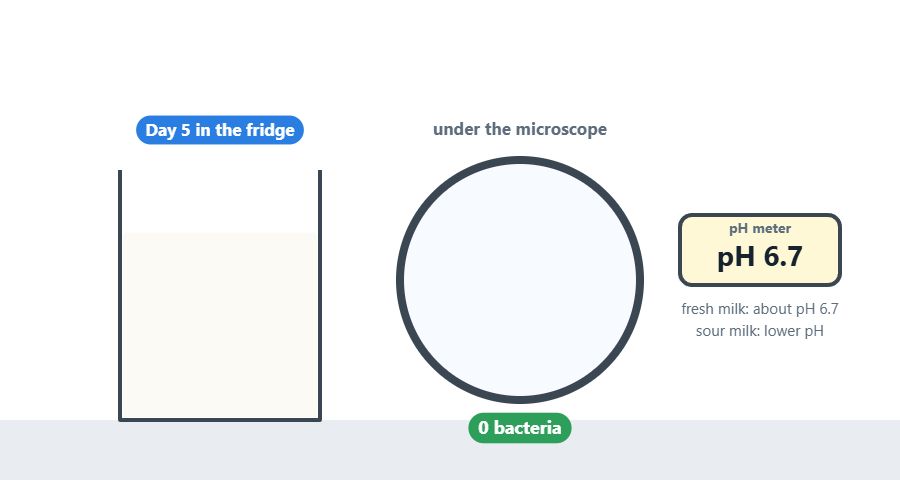 Day 5 in the fridge
under the microscope
pH meter
pH 6.7
fresh milk: about pH 6.7
sour milk: lower pH
0 bacteria